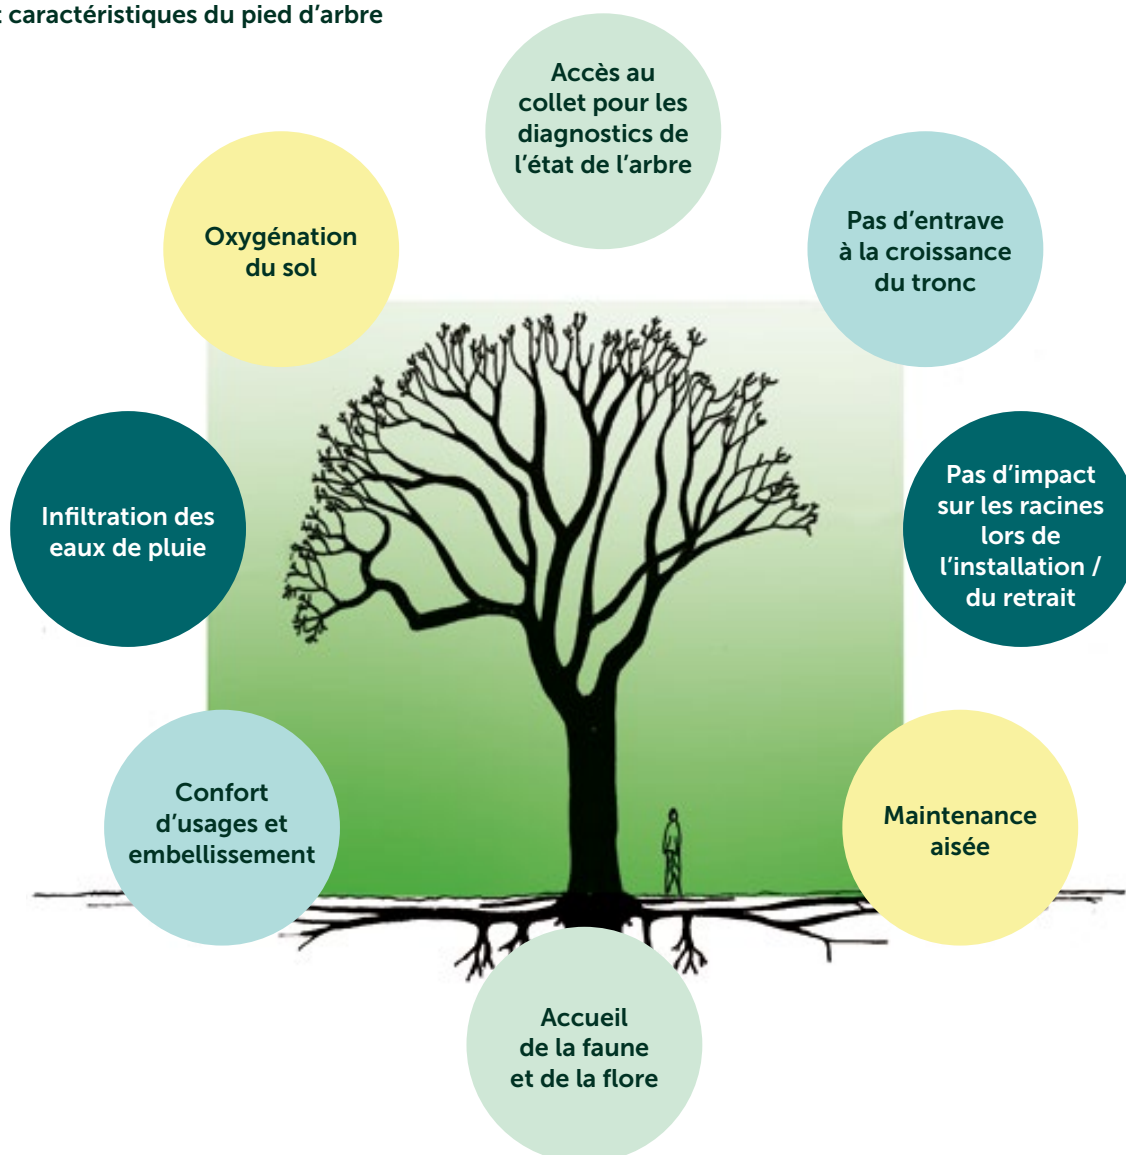 t caractéristiques du pied d’arbre
Accès au
collet pour les
diagnostics de
l’état de l’arbre
Oxygénation
du sol
Pas d’entrave
à la croissance
du tronc
Infiltration des
eaux de pluie
Pas d’impact
sur les racines
lors de
l’installation /
du retrait
Confort
d’usages et
embellissement
Maintenance
aisée
Accueil
de la faune
et de la flore